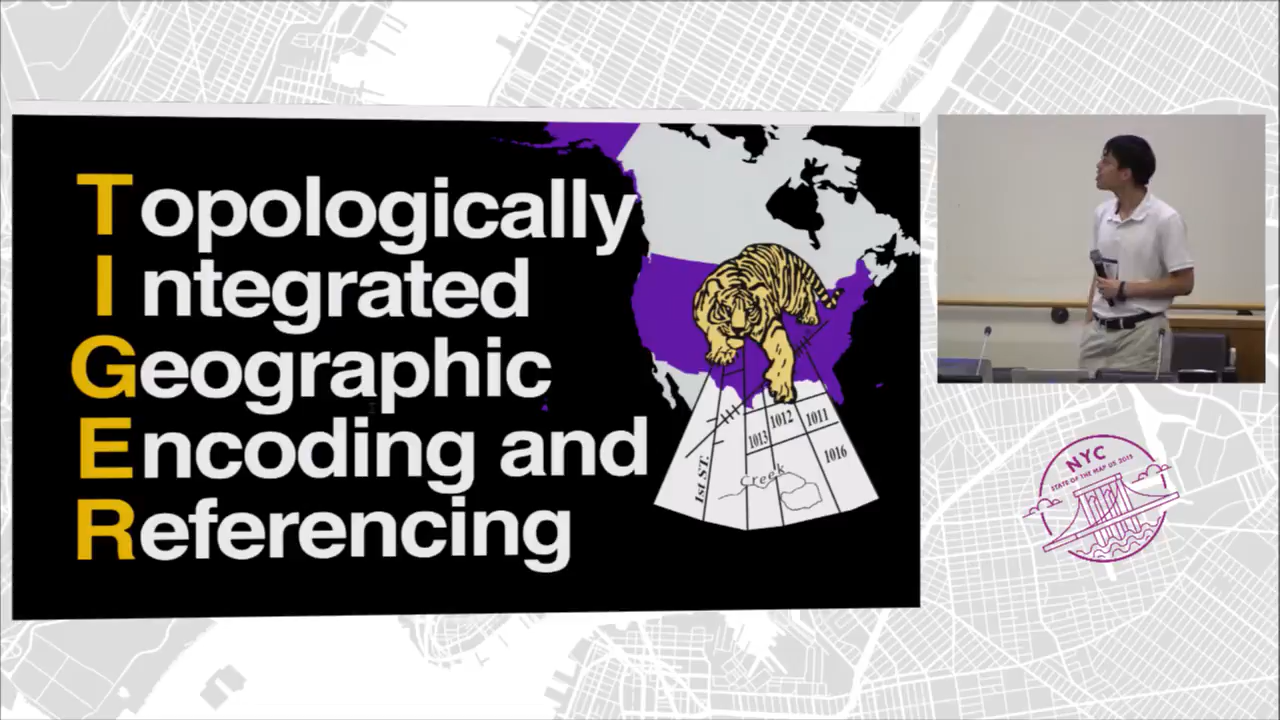 Topologically
Integrated
Geographic
Encoding and
Referencing
1013
1012
1011
1016
1st ST.
Creek
NYC
STATE OF THE MAP US 2015